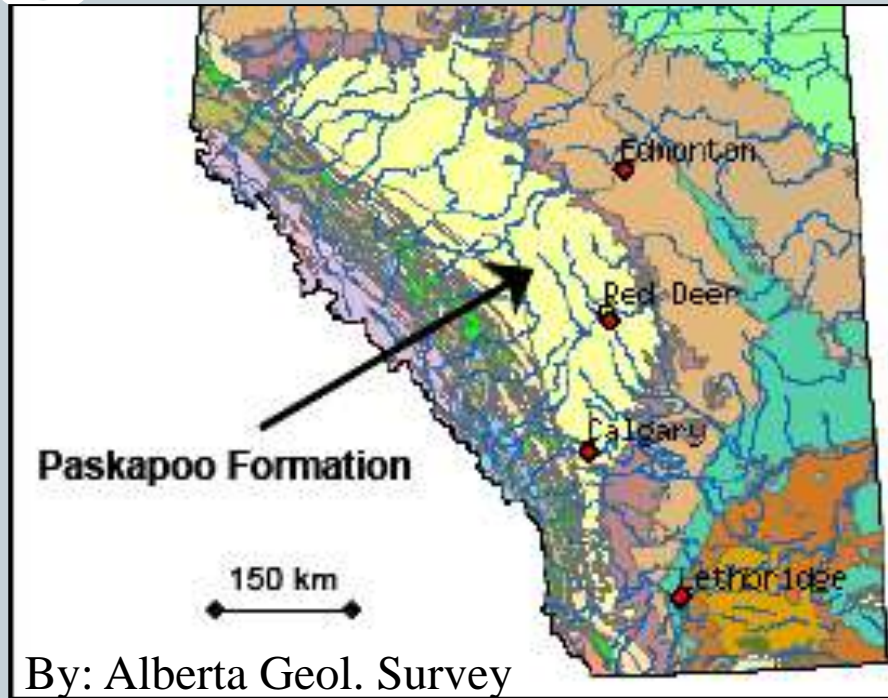 Edmonton
Red Deer
Calgary
Paskapoo Formation
150 km
Lethbridge
By: Alberta Geol. Survey